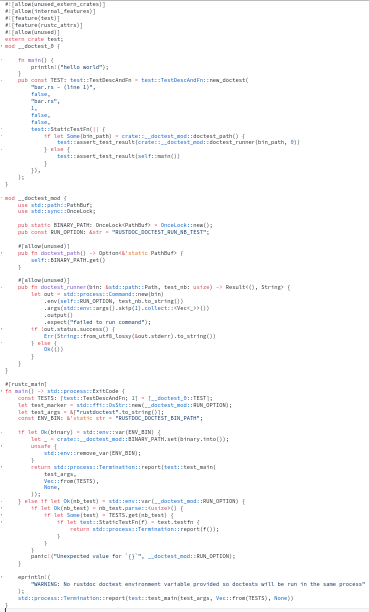 #![allow(unused_extern_crates)]
#![allow(internal_features)]
#![feature(test)]
#![feature(rustc_attrs)]
extern crate test;
mod __doctest_0 {
fn main() {
println!("hello world");
}
pub const TEST: test::TestDescAndFn = test::TestDescAndFn::new_doctest(
"bar.rs - (line 1)",
false,
"bar.rs",
1,
false,
false,
test::StaticTestFn(|| {
if let Some(bin_path) = crate::__doctest_mod::doctest_path() {
test::assert_test_result(crate::__doctest_mod::doctest_runner(bin_path, 0))
} else {
test::assert_test_result(self::main())
}
}),
);
}
mod __doctest_mod {
use std::path::PathBuf;
use std::sync::OnceLock;
pub static BINARY_PATH: OnceLock<PathBuf> = OnceLock::new();
pub const RUN_OPTION: &str = "RUSTDOC_DOCTEST_RUN_NB_TEST";
#[allow(unused)]
pub fn doctest_path() -> Option<&'static PathBuf> {
self::BINARY_PATH.get()
}
#[allow(unused)]
pub fn doctest_runner(bin: &std::path::Path, test_nb: usize) -> Result<(), String> {
let out = std::process::Command::new(bin)
.env(self::RUN_OPTION, test_nb.to_string())
.args(std::env::args().skip(1).collect::<Vec<_>>())
.output()
.expect("failed to run command");
if !out.status.success() {
Err(String::from_utf8_lossy(&out.stderr).to_string())
} else {
Ok(())
}
}
}
#[rustc_main]
fn main() -> std::process::ExitCode {
const TESTS: [test::TestDescAndFn; 1] = [__doctest_0::TEST];
let test_marker = std::ffi::OsStr::new(__doctest_mod::RUN_OPTION);
let test_args = &["rustdoctest".to_string()];
const ENV_BIN: &'static str = "RUSTDOC_DOCTEST_BIN_PATH";
if let Ok(binary) = std::env::var(ENV_BIN) {
let _ = crate::__doctest_mod::BINARY_PATH.set(binary.into());
unsafe {
std::env::remove_var(ENV_BIN);
}
return std::process::Termination::report(test::test_main(
test_args,
Vec::from(TESTS),
None,
));
} else if let Ok(nb_test) = std::env::var(__doctest_mod::RUN_OPTION) {
if let Ok(nb_test) = nb_test.parse::<usize>() {
if let Some(test) = TESTS.get(nb_test) {
if let test::StaticTestFn(f) = test.testfn {
return std::process::Termination::report(f());
}
}
}
panic!("Unexpected value for `{}`", __doctest_mod::RUN_OPTION);
}
eprintln!(
"WARNING: No rustdoc doctest environment variable provided so doctests will be run in the same process"
);
std::process::Termination::report(test::test_main(test_args, Vec::from(TESTS), None))
}